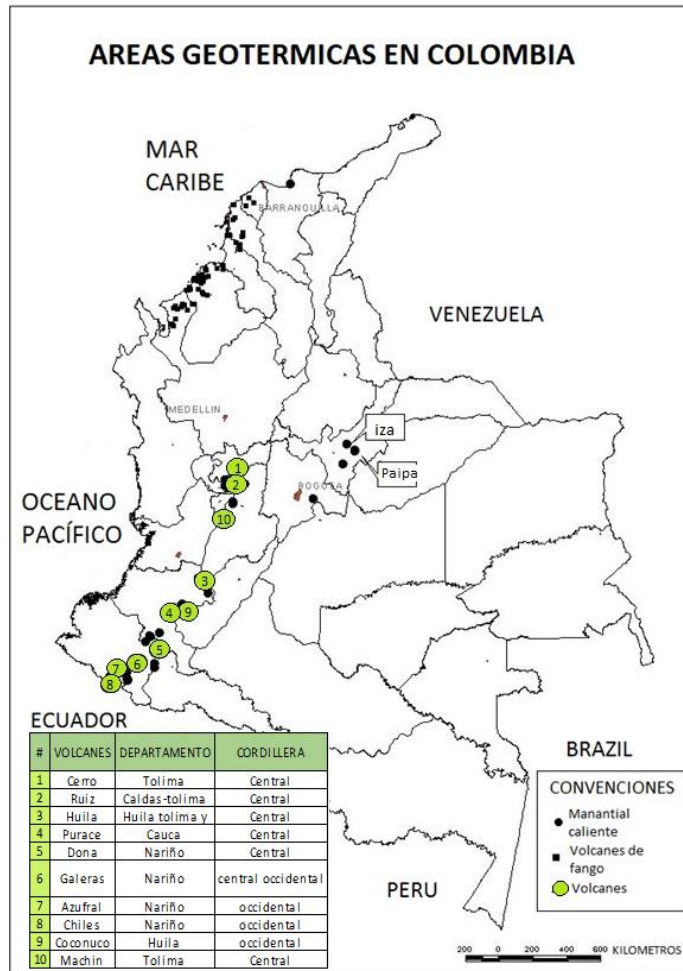 AREAS GEOTERMICAS EN COLOMBIA
MAR
CARIBE
BARRANQUILLA
VENEZUELA
MEDELLIN
iza
Paipa
BOGOTA
1
2
10
OCEANO
PACÍFICO
3
4 9
5
6
7
8
ECUADOR
BRAZIL
PERU
# VOLCANES DEPARTAMENTO CORDILLERA
1 Cerro Tolima Central
2 Ruiz Caldas-tolima Central
3 Huila Huila tolima y Central
4 Purace Cauca Central
5 Dona Nariño Central
6 Galeras Nariño central occidental
7 Azufral Nariño occidental
8 Chiles Nariño occidental
9 Coconuco Huila occidental
10 Machin Tolima Central
CONVENCIONES
Manantial
caliente
Volcanes de
fango
Volcanes
200 0 200 400 600 KILOMETROS